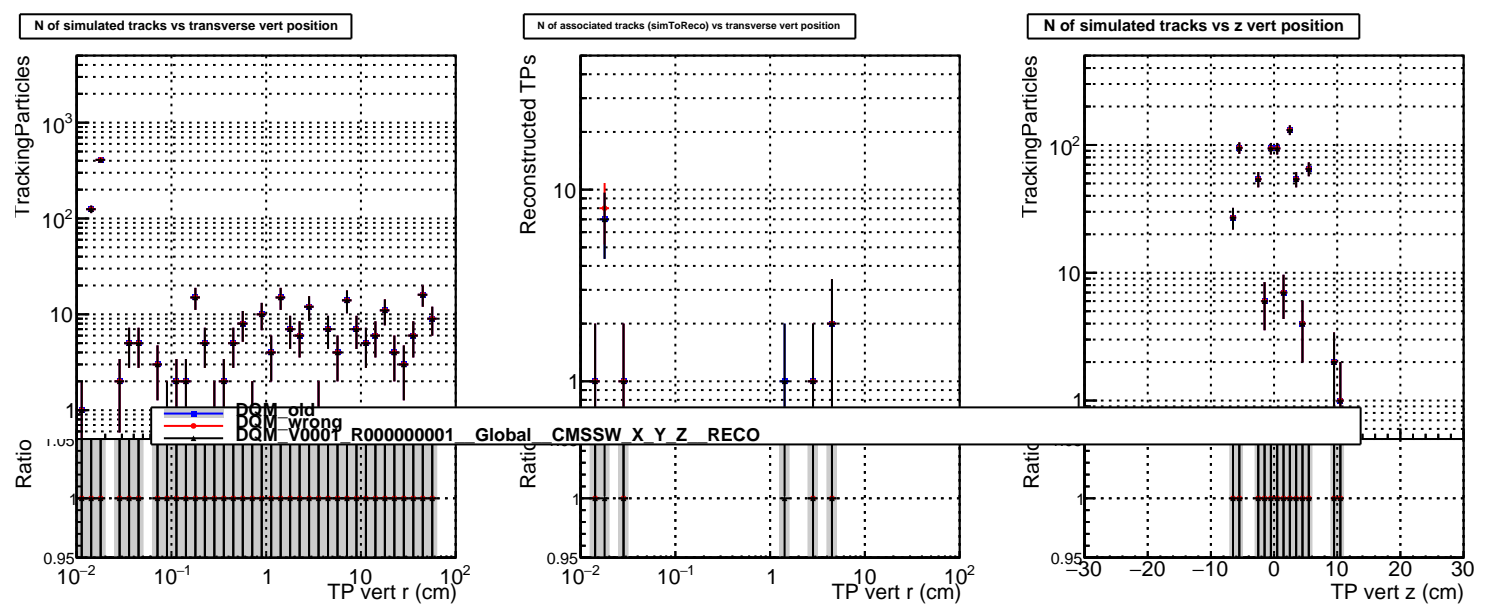 N of simulated tracks vs transverse vert position
N of associated tracks (simToReco) vs transverse vert position
N of simulated tracks vs z vert position
TrackingParticles
10³
10²
10
1
Reconstructed TPs
10
1
TrackingParticles
10²
10
1
DQM_old
DQM_wrong
DQM_V0001_R000000001__Global__CMSSW_X_Y_Z__RECO
Ratio
1.05
1
0.95
10⁻² 10⁻¹ 1 10 10²
TP vert r (cm)
Ratio
1
0.95
10⁻² 10⁻¹ 1 10 10²
TP vert r (cm)
Ratio
1
0.95
−30 −20 −10 0 10 20 30
TP vert z (cm)